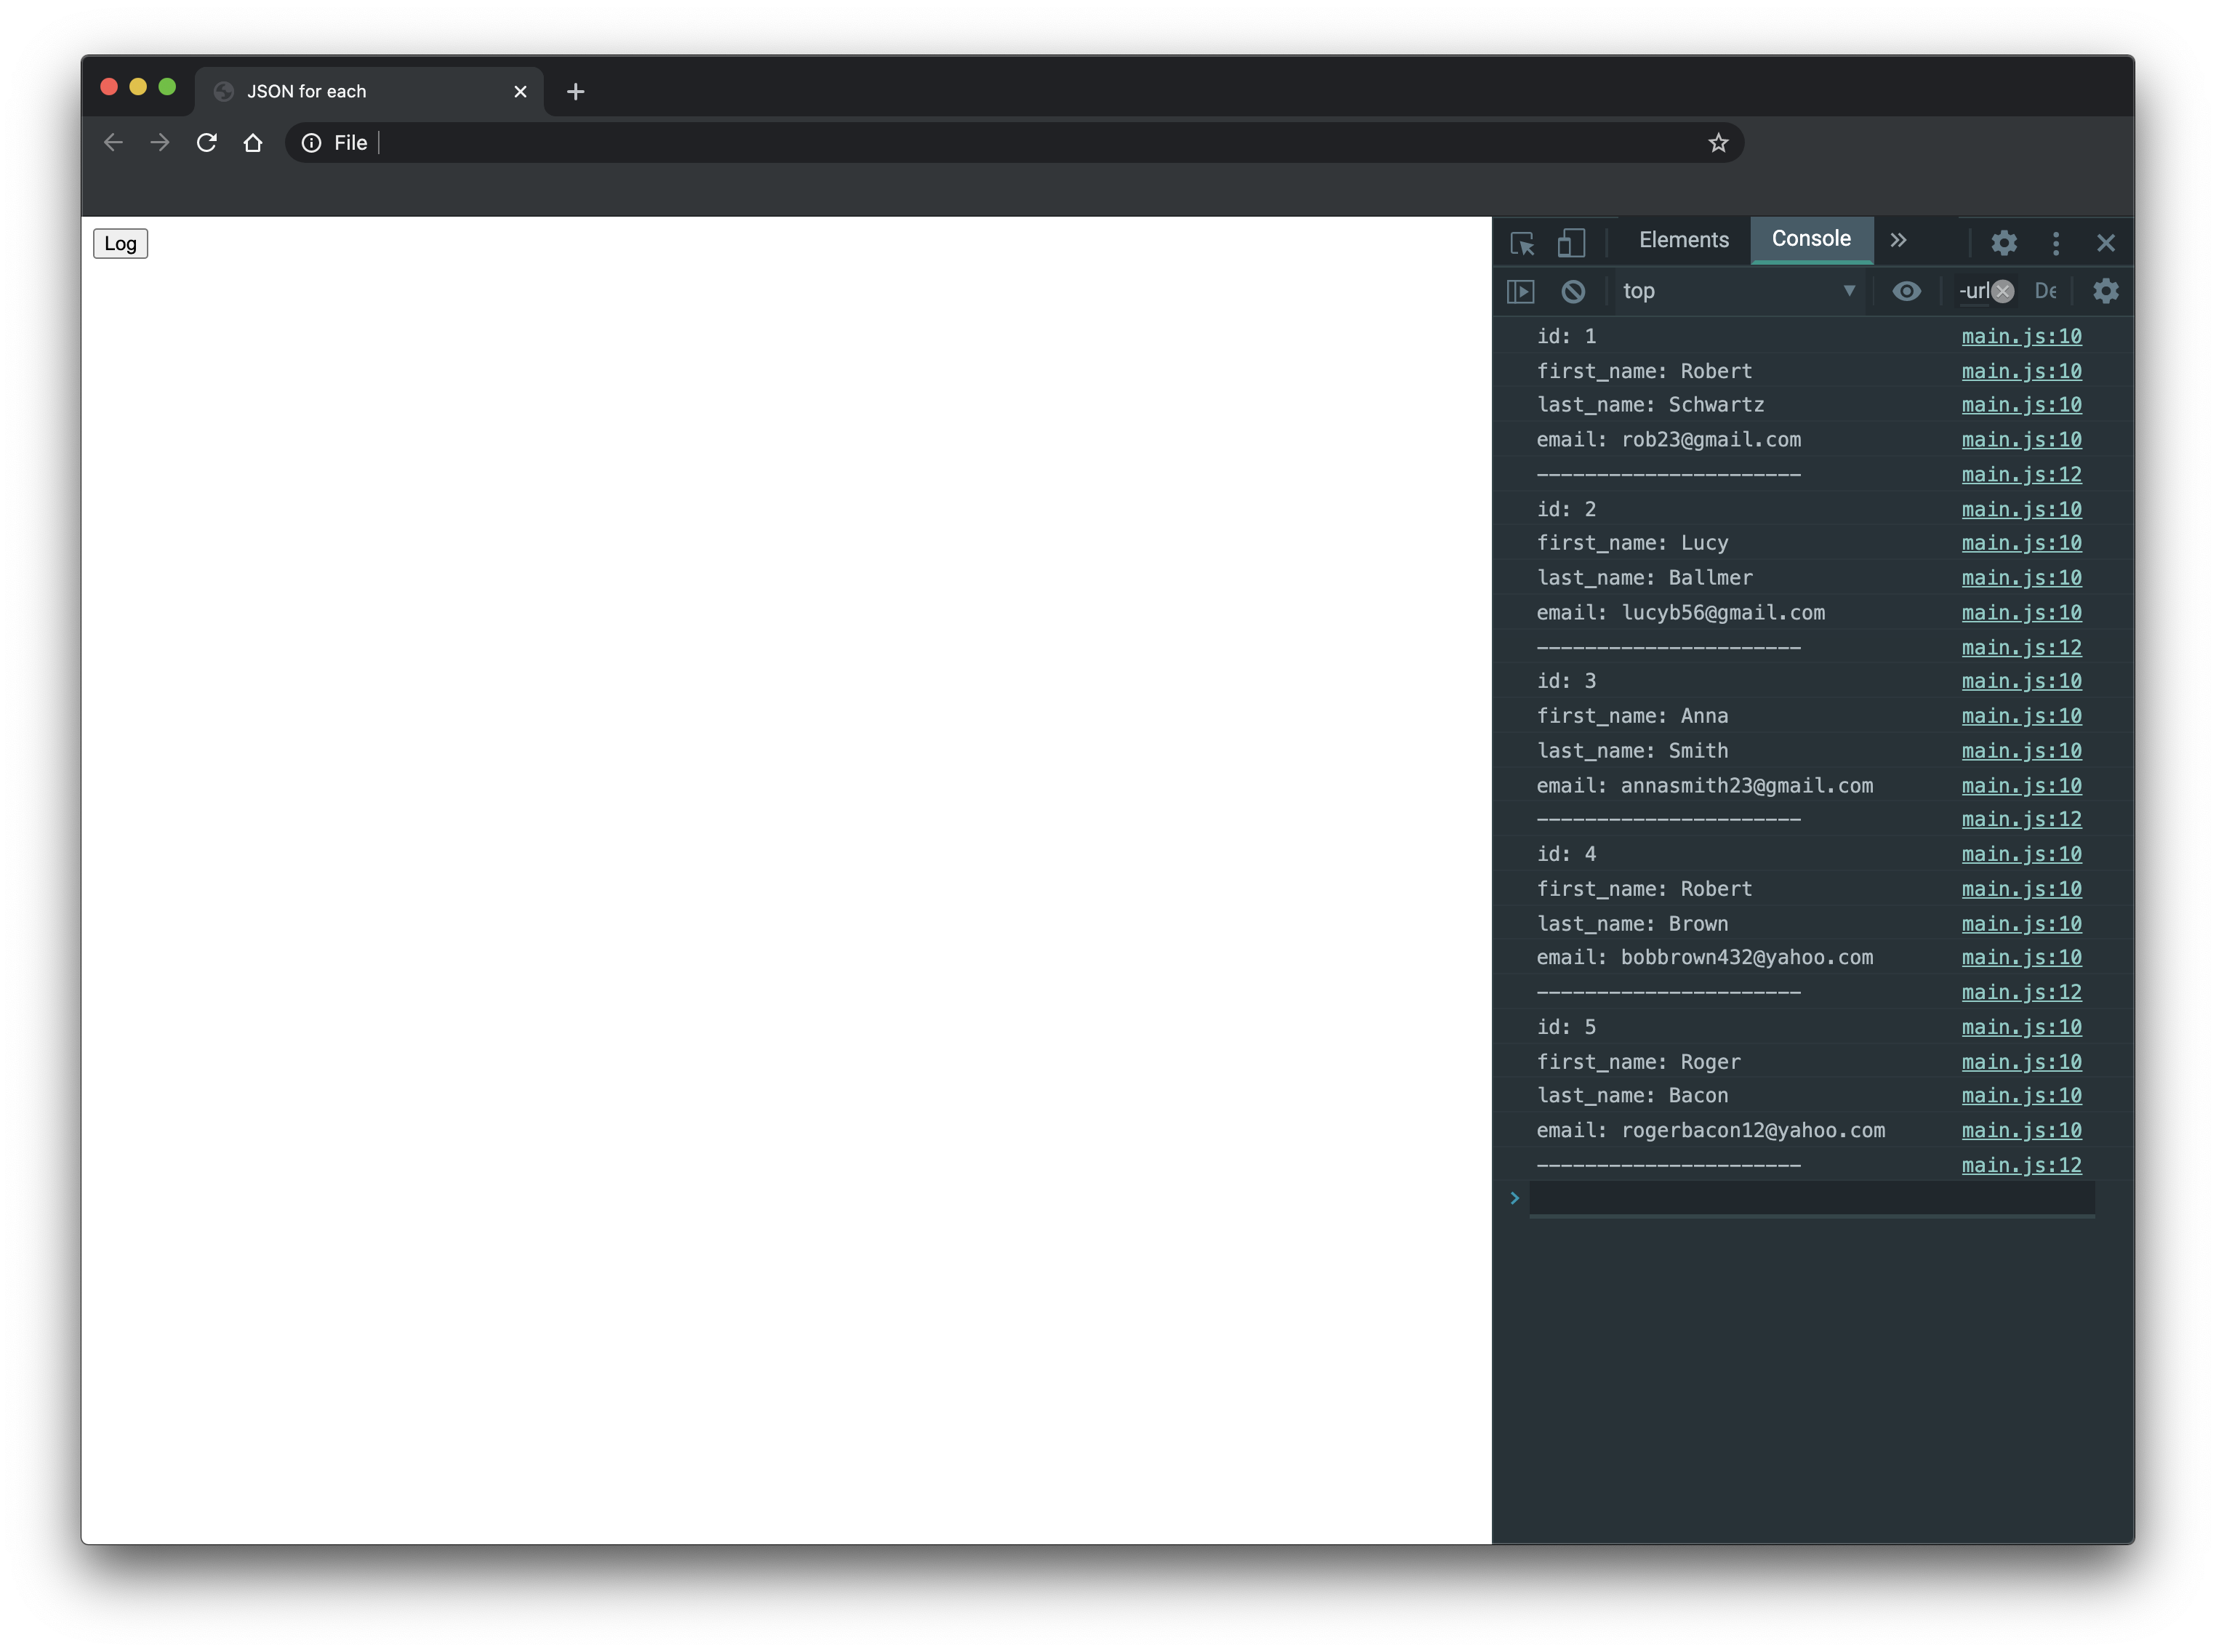 JSON for each
File
Log
Elements Console
top -url De
id: 1 main.js:10
first_name: Robert main.js:10
last_name: Schwartz main.js:10
email: rob23@gmail.com main.js:10
---------------------- main.js:12
id: 2 main.js:10
first_name: Lucy main.js:10
last_name: Ballmer main.js:10
email: lucyb56@gmail.com main.js:10
---------------------- main.js:12
id: 3 main.js:10
first_name: Anna main.js:10
last_name: Smith main.js:10
email: annasmith23@gmail.com main.js:10
---------------------- main.js:12
id: 4 main.js:10
first_name: Robert main.js:10
last_name: Brown main.js:10
email: bobbrown432@yahoo.com main.js:10
---------------------- main.js:12
id: 5 main.js:10
first_name: Roger main.js:10
last_name: Bacon main.js:10
email: rogerbacon12@yahoo.com main.js:10
---------------------- main.js:12